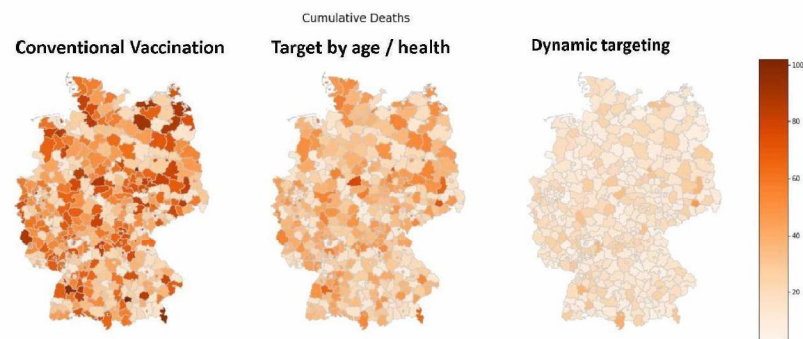 Cumulative Deaths
Conventional Vaccination
Target by age / health
Dynamic targeting
100
80
60
40
20